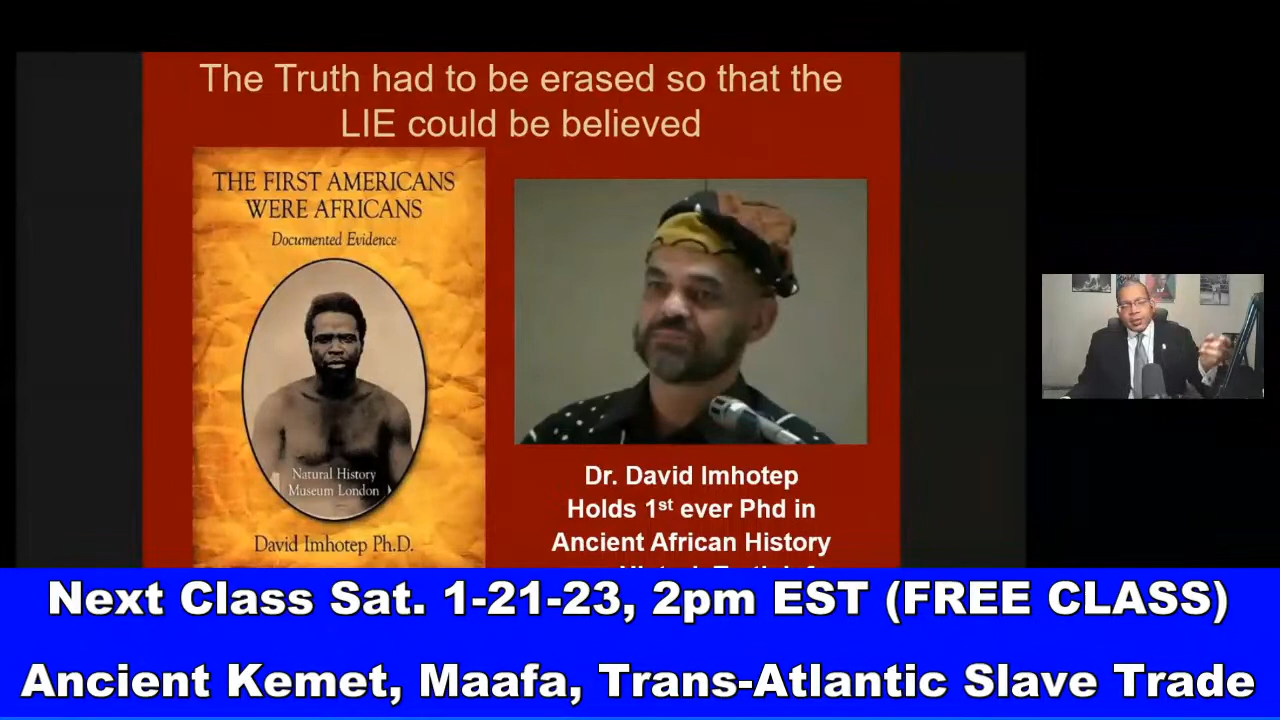 The Truth had to be erased so that the
LIE could be believed
THE FIRST AMERICANS
WERE AFRICANS
Documented Evidence
Natural History
Museum London
David Imhotep Ph.D.
Dr. David Imhotep
Holds 1st ever Phd in
Ancient African History
Next Class Sat. 1-21-23, 2pm EST (FREE CLASS)
Ancient Kemet, Maafa, Trans-Atlantic Slave Trade